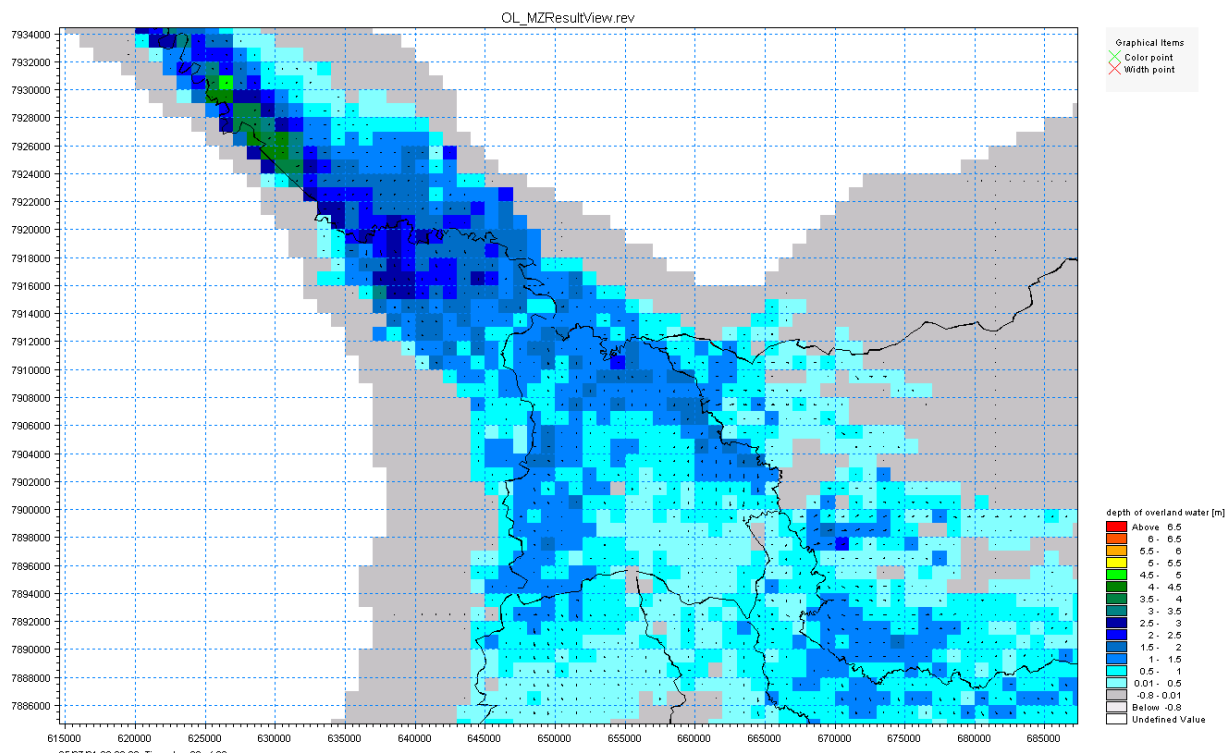 OL_MZResultView.rev
7934000
7932000
7930000
7928000
7926000
7924000
7922000
7920000
7918000
7916000
7914000
7912000
7910000
7908000
7906000
7904000
7902000
7900000
7898000
7896000
7894000
7892000
7890000
7888000
7886000
615000 620000 625000 630000 635000 640000 645000 650000 655000 660000 665000 670000 675000 680000 685000
Graphical Items
Color point
Width point
depth of overland water [m]
Above 6.5
6 - 6.5
5.5 - 6
5 - 5.5
4.5 - 5
4 - 4.5
3.5 - 4
3 - 3.5
2.5 - 3
2 - 2.5
1.5 - 2
1 - 1.5
0.5 - 1
0.01 - 0.5
-0.8 - 0.01
Below -0.8
Undefined Value